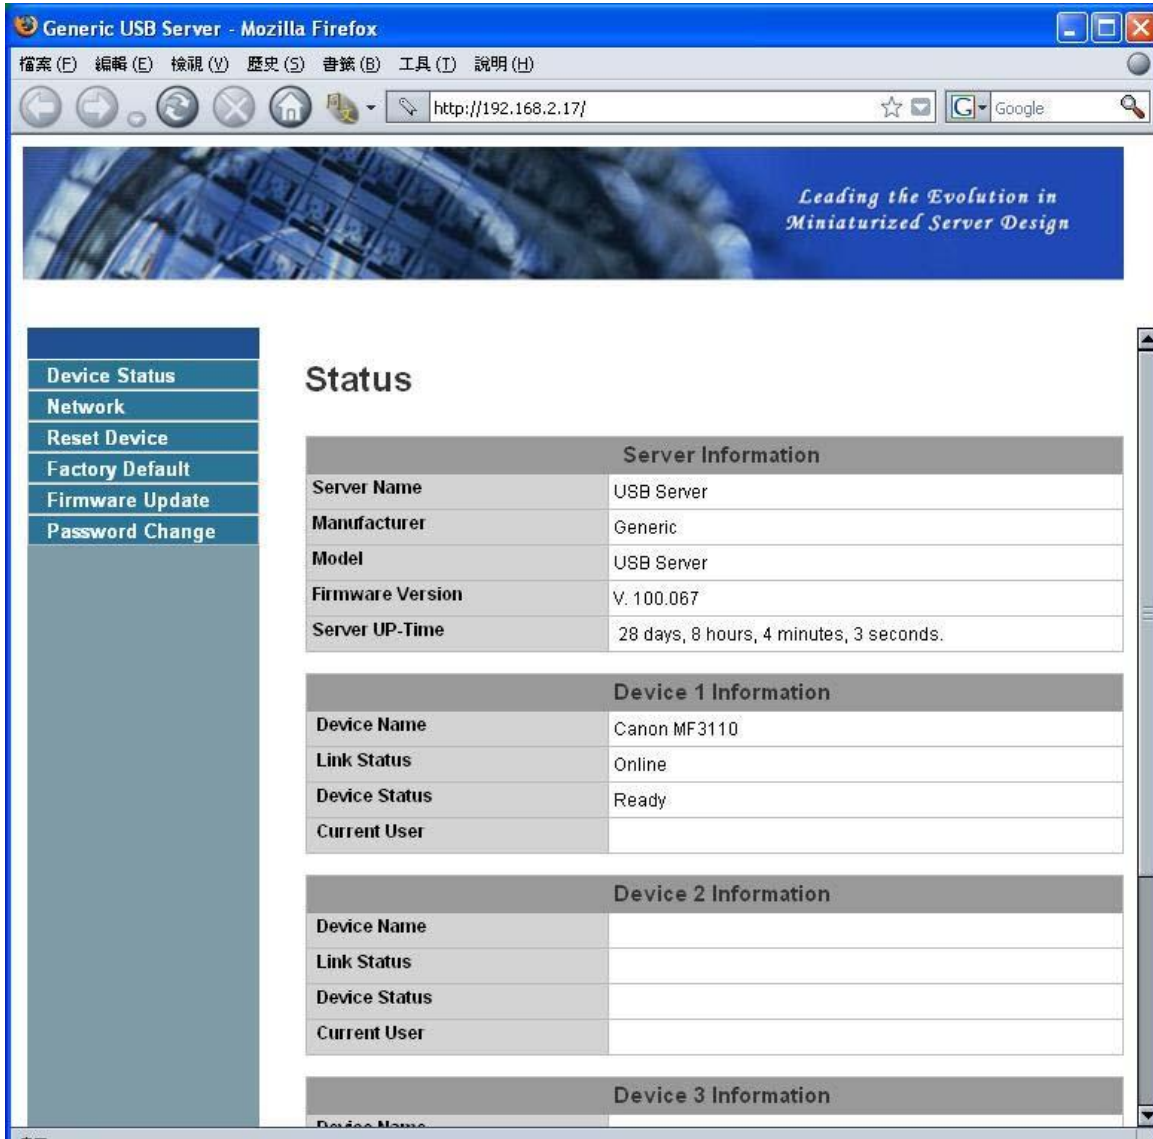 Generic USB Server - Mozilla Firefox
檔案(F) 編輯(E) 檢視(V) 歷史(S) 書籤(B) 工具(T) 說明(H)
http://192.168.2.17/
G Google
Leading the Evolution in
Miniaturized Server Design
Device Status
Network
Reset Device
Factory Default
Firmware Update
Password Change
Status
Server Information
Server Name USB Server
Manufacturer Generic
Model USB Server
Firmware Version V. 100.067
Server UP-Time 28 days, 8 hours, 4 minutes, 3 seconds.
Device 1 Information
Device Name Canon MF3110
Link Status Online
Device Status Ready
Current User
Device 2 Information
Device Name
Link Status
Device Status
Current User
Device 3 Information
Device Name